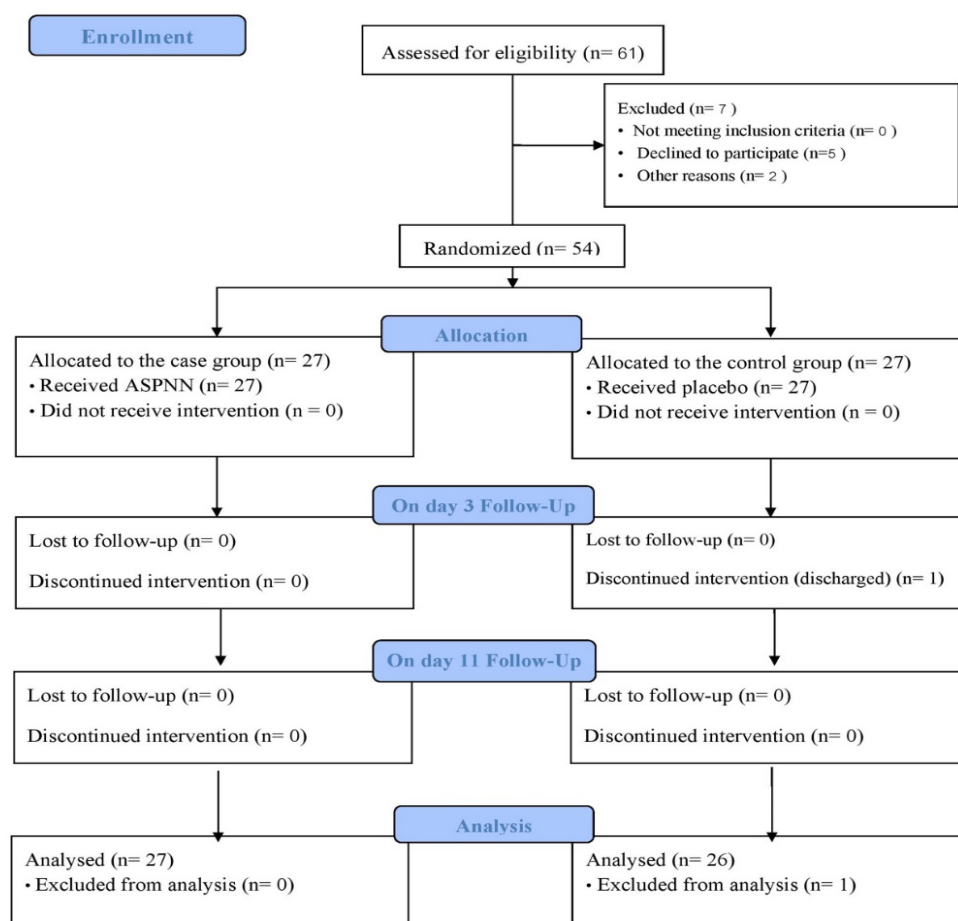 Enrollment
Assessed for eligibility (n= 61)
Excluded (n= 7 )
• Not meeting inclusion criteria (n= 0 )
• Declined to participate (n=5 )
• Other reasons (n= 2 )
Randomized (n= 54)
Allocation
Allocated to the case group (n= 27)
• Received ASPNN (n= 27)
• Did not receive intervention (n = 0)
Allocated to the control group (n= 27)
• Received placebo (n= 27)
• Did not receive intervention (n = 0)
On day 3 Follow-Up
Lost to follow-up (n= 0)
Discontinued intervention (n= 0)
Lost to follow-up (n= 0)
Discontinued intervention (discharged) (n= 1)
On day 11 Follow-Up
Lost to follow-up (n= 0)
Discontinued intervention (n= 0)
Lost to follow-up (n= 0)
Discontinued intervention (n= 0)
Analysis
Analysed (n= 27)
• Excluded from analysis (n= 0)
Analysed (n= 26)
• Excluded from analysis (n= 1)